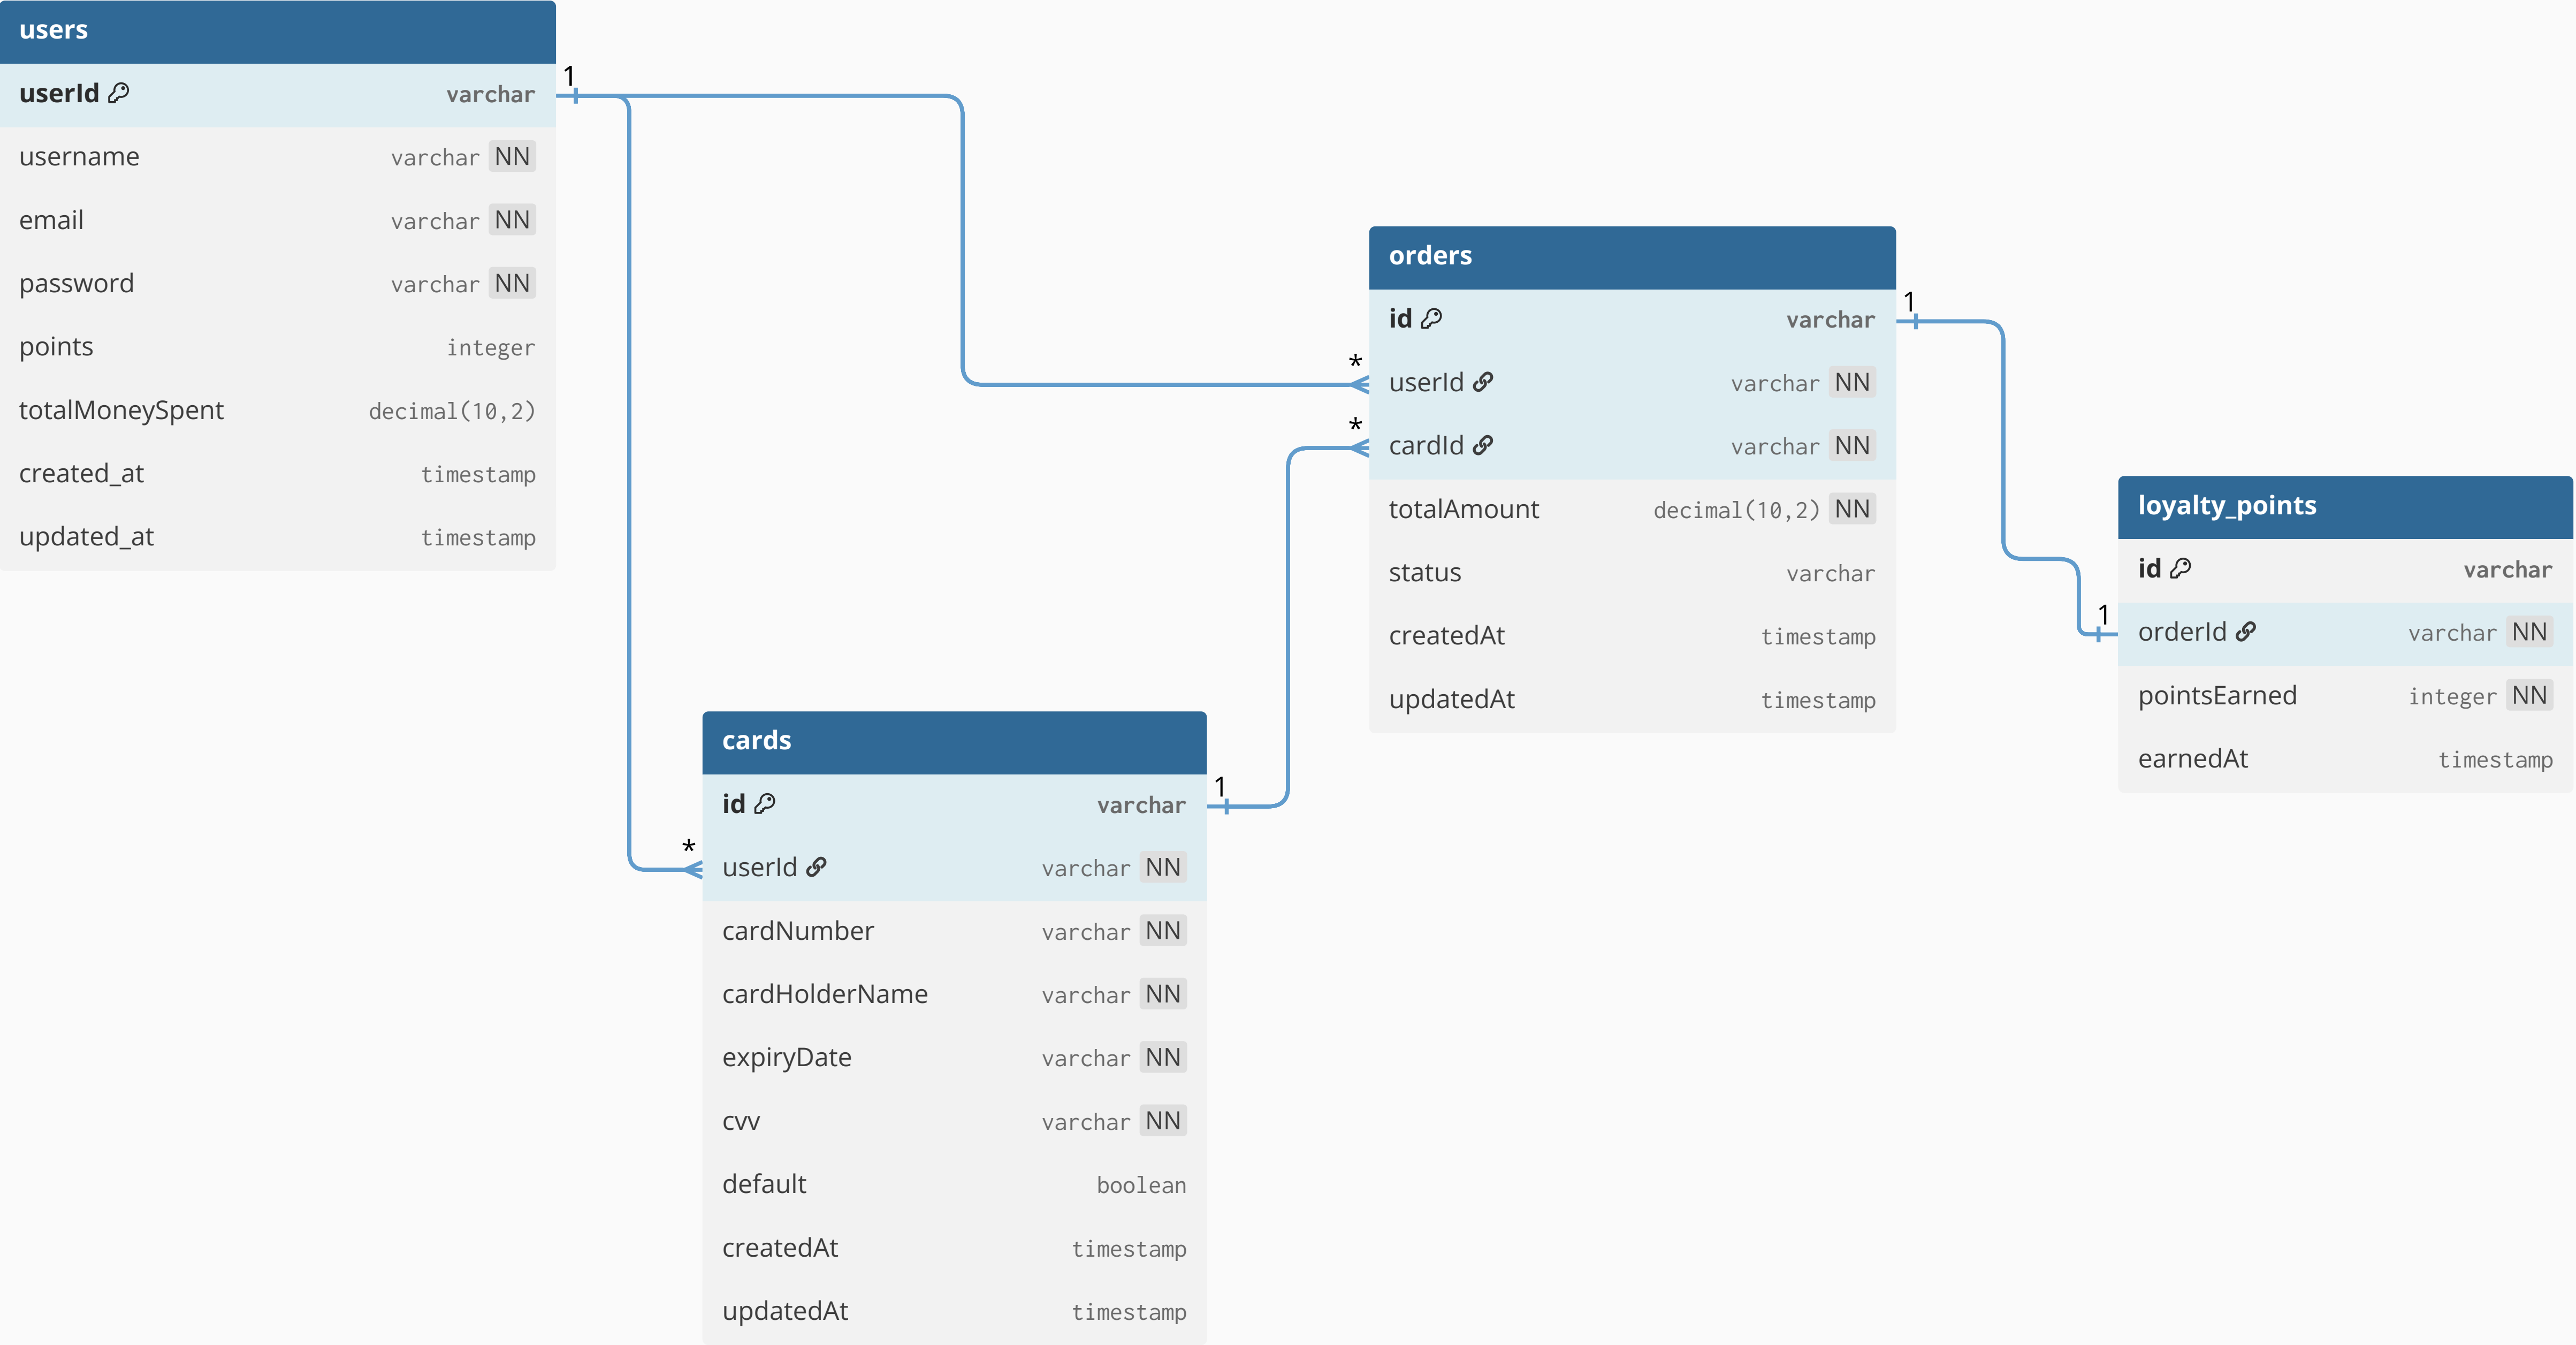 users
userId varchar
username varchar NN
email varchar NN
password varchar NN
points integer
totalMoneySpent decimal(10,2)
created_at timestamp
updated_at timestamp
1
*
*
orders
id varchar
userId varchar NN
cardId varchar NN
totalAmount decimal(10,2) NN
status varchar
createdAt timestamp
updatedAt timestamp
1
1
loyalty_points
id varchar
orderId varchar NN
pointsEarned integer NN
earnedAt timestamp
*
1
cards
id varchar
userId varchar NN
cardNumber varchar NN
cardHolderName varchar NN
expiryDate varchar NN
cvv varchar NN
default boolean
createdAt timestamp
updatedAt timestamp